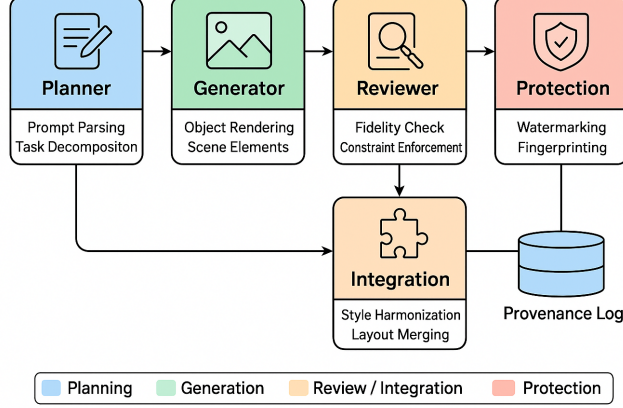 Planner
Prompt Parsing
Task Decompositon
Generator
Object Rendering
Scene Elements
Reviewer
Fidelity Check
Constraint Enforcement
Protection
Watermarking
Fingerprinting
Integration
Style Harmonization
Layout Merging
Provenance Log
Planning
Generation
Review / Integration
Protection